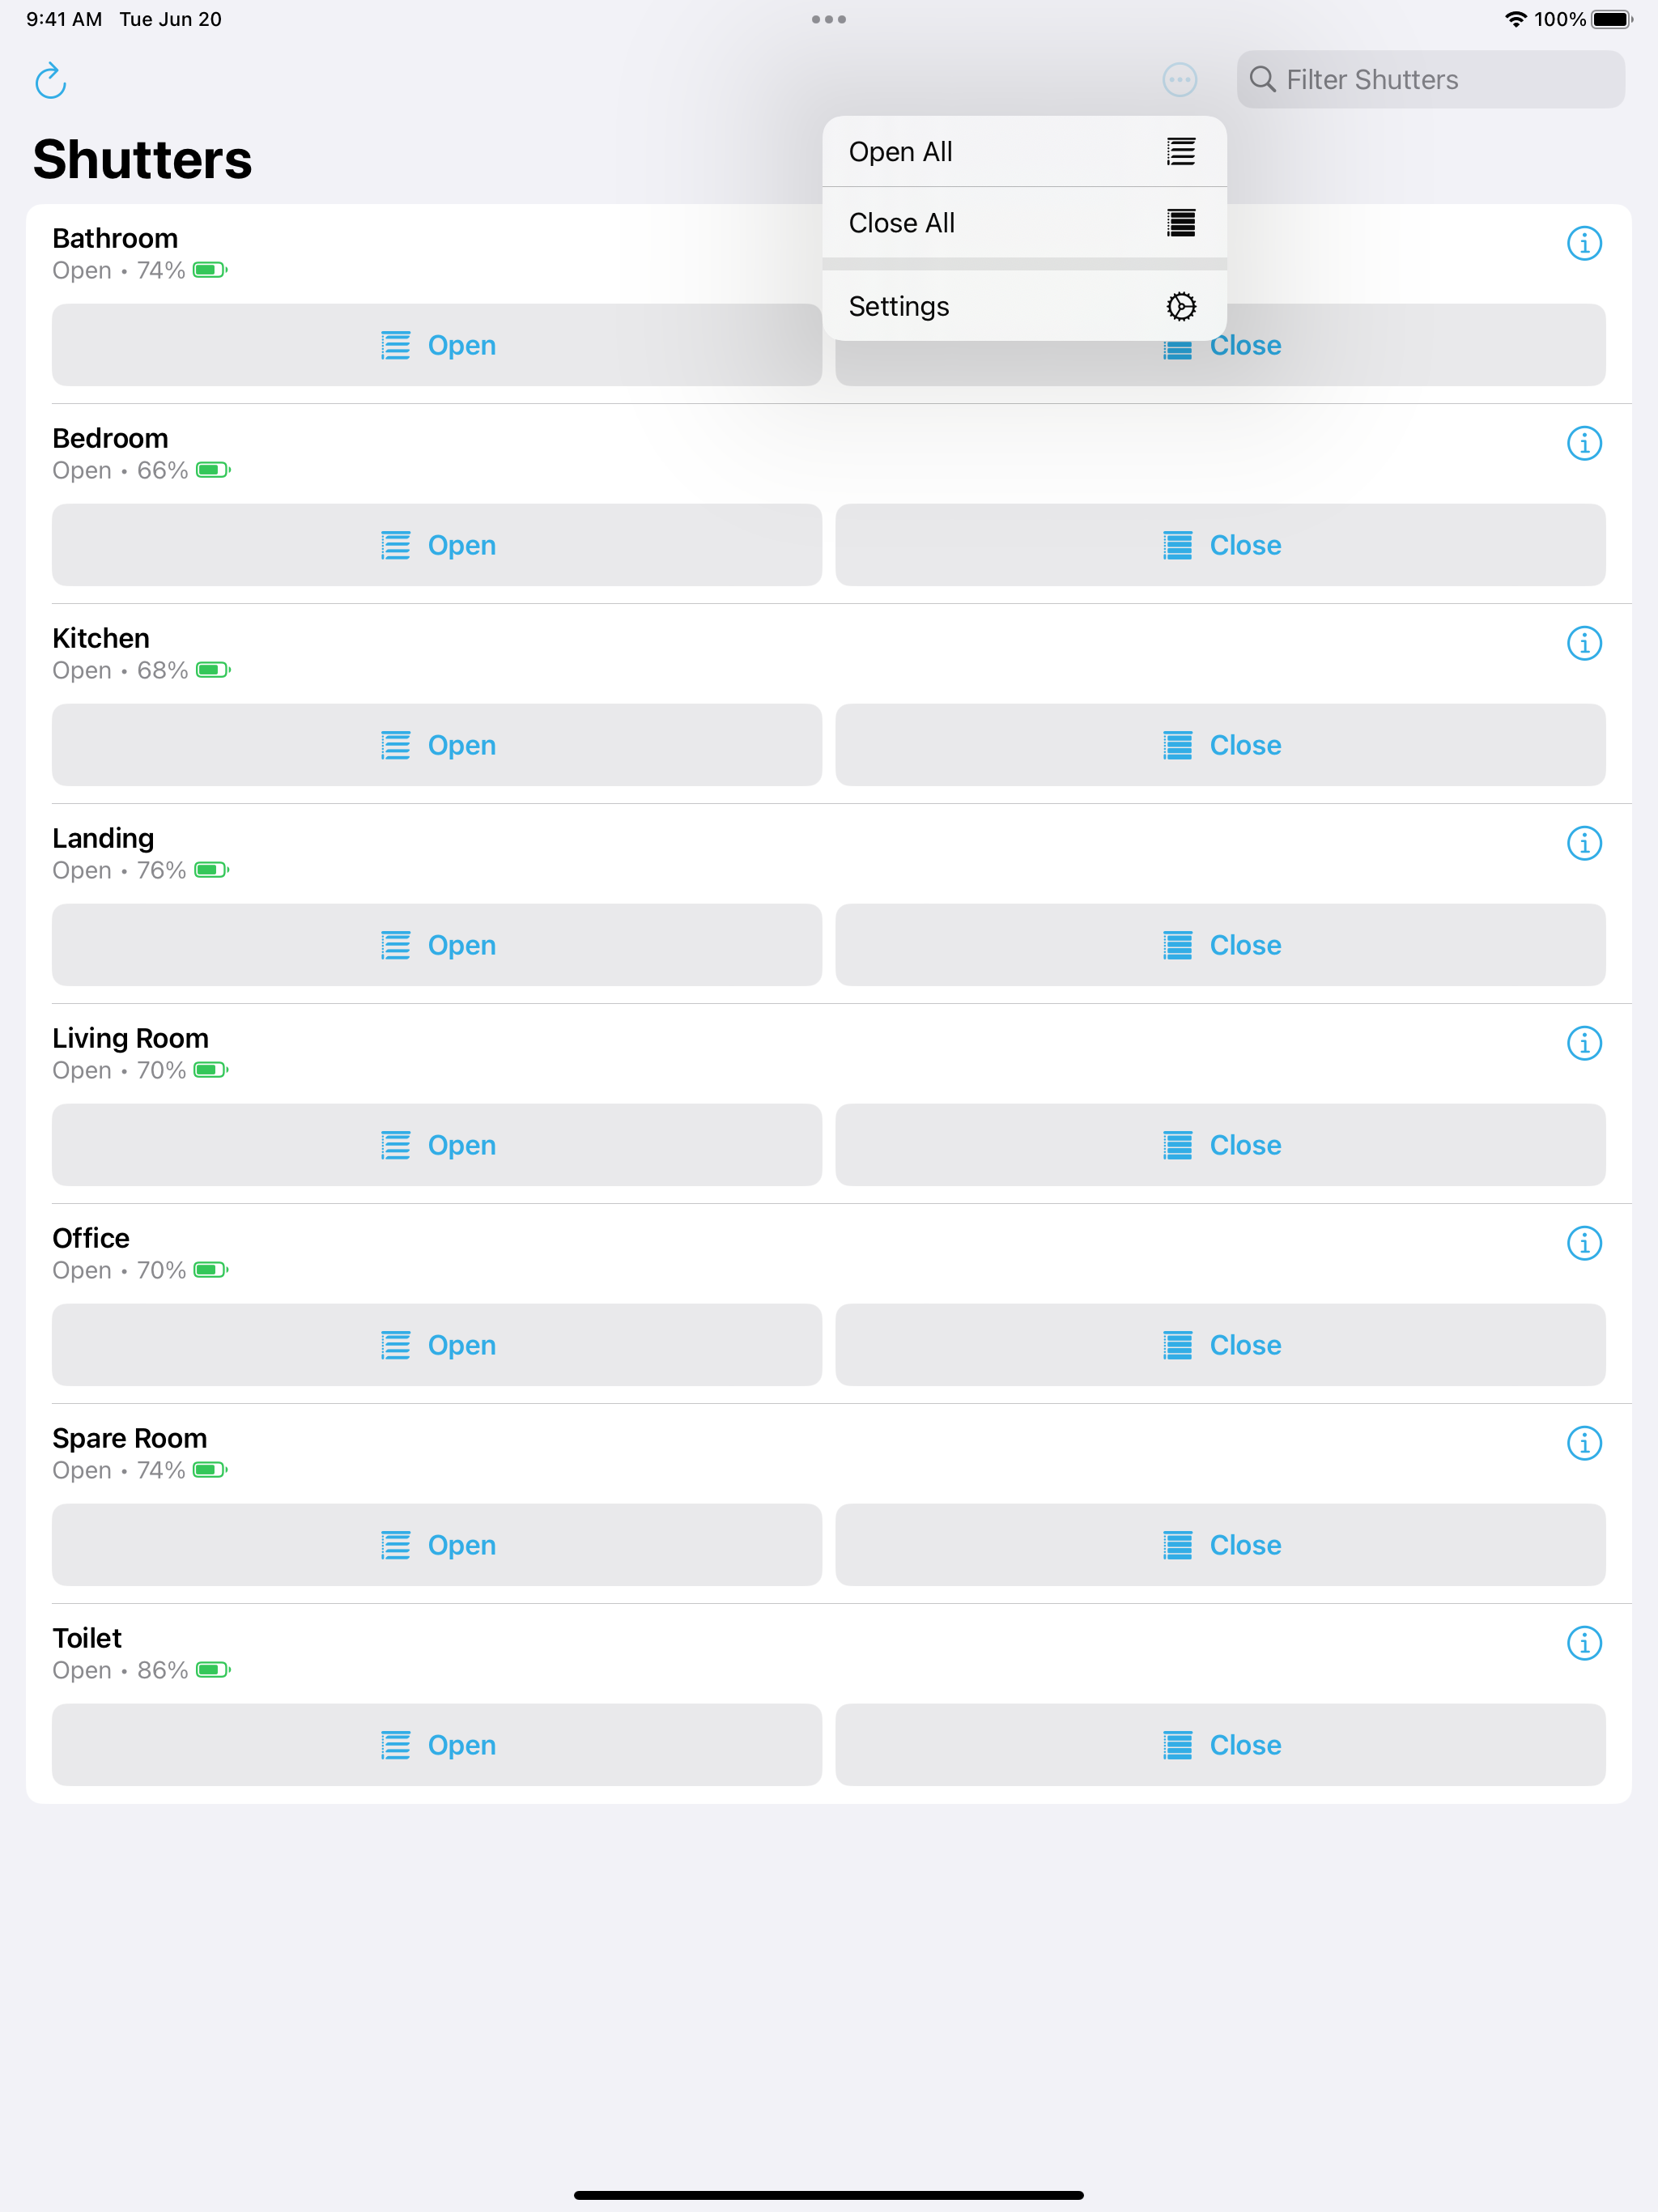 9:41 AM Tue Jun 20
100%
Filter Shutters
Shutters
Open All
Close All
Settings
Bathroom
Open • 74%
Open
Close
Bedroom
Open • 66%
Open
Close
Kitchen
Open • 68%
Open
Close
Landing
Open • 76%
Open
Close
Living Room
Open • 70%
Open
Close
Office
Open • 70%
Open
Close
Spare Room
Open • 74%
Open
Close
Toilet
Open • 86%
Open
Close